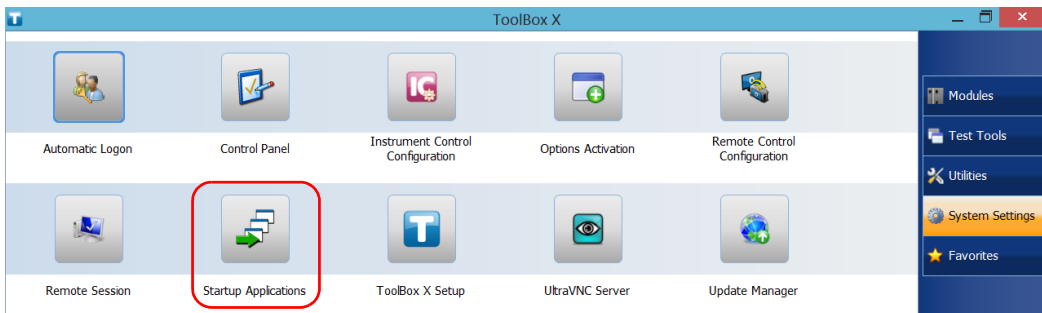 ToolBox X
Automatic Logon
Control Panel
Instrument Control
Configuration
Options Activation
Remote Control
Configuration
Remote Session
Startup Applications
ToolBox X Setup
UltraVNC Server
Update Manager
Modules
Test Tools
Utilities
System Settings
Favorites